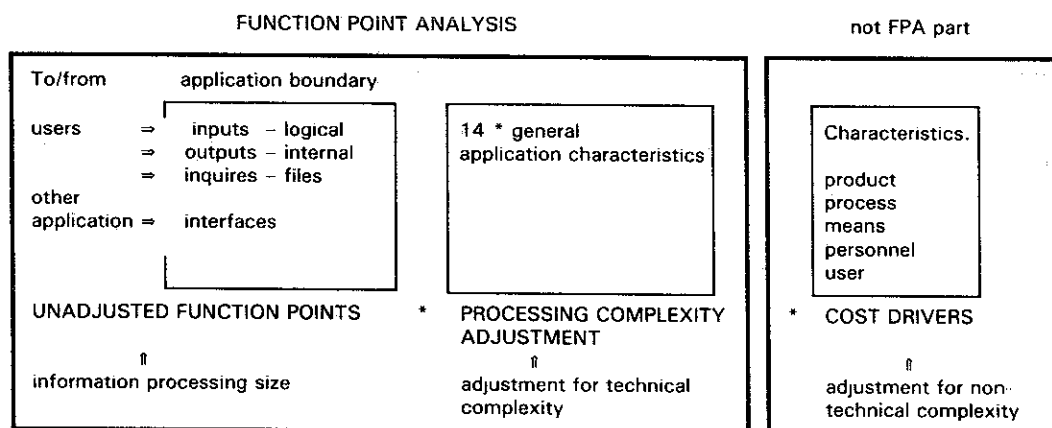 FUNCTION POINT ANALYSIS
not FPA part
To/from application boundary
users ⇒ inputs – logical
⇒ outputs – internal
⇒ inquires – files
other
application ⇒ interfaces
14 * general
application characteristics
Characteristics.
product
process
means
personnel
user
UNADJUSTED FUNCTION POINTS
* PROCESSING COMPLEXITY
ADJUSTMENT
* COST DRIVERS
⇑
information processing size
⇑
adjustment for technical
complexity
⇑
adjustment for non-
technical complexity